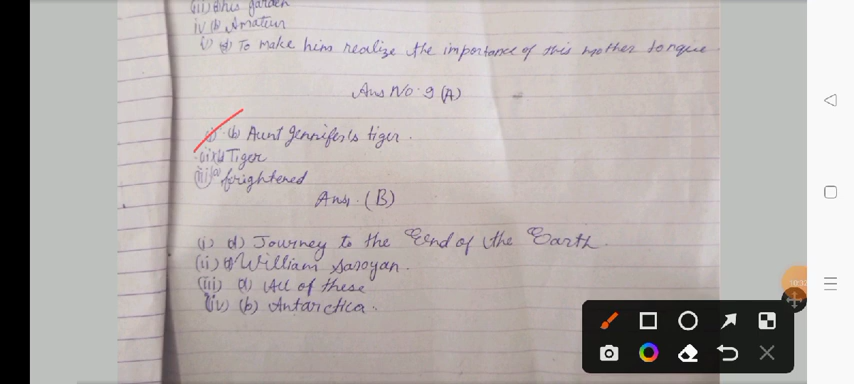 (iii) his garden
iv (b) Amateur
v) d) To make him realize the importance of this mother tongue
Ans No. 9 (A)
i) (b) Aunt Jennifer's tiger.
Tiger
(iii) (a) frightened
Ans. (B)
(i) d) Journey to the End of the Earth.
(ii) William Saroyan.
(iii) d) All of these
(iv) (b) Antarctica.